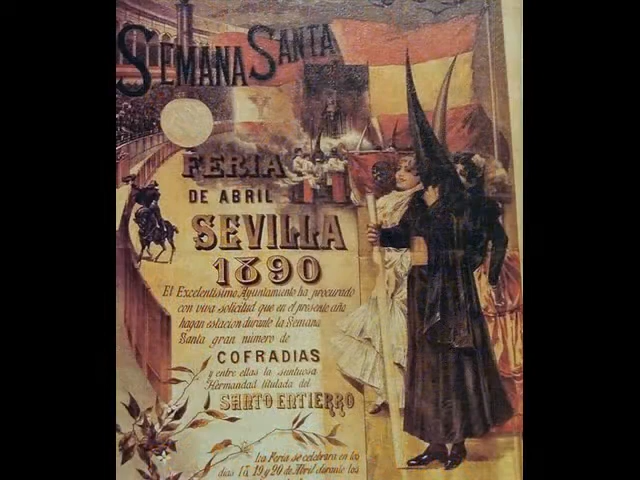 SEMANA SANTA
FERIA
DE ABRIL
SEVILLA
1890
El Excelentísimo Ayuntamiento ha procurado
con viva solicitud que en el presente año
hagan estacion durante la Semana
Santa gran número de
COFRADIAS
y entre ellas la suntuosa
Hermandad titulada del
SANTO ENTIERRO
La Feria se celebrara en los
dias 18, 19 y 20 de Abril durante los